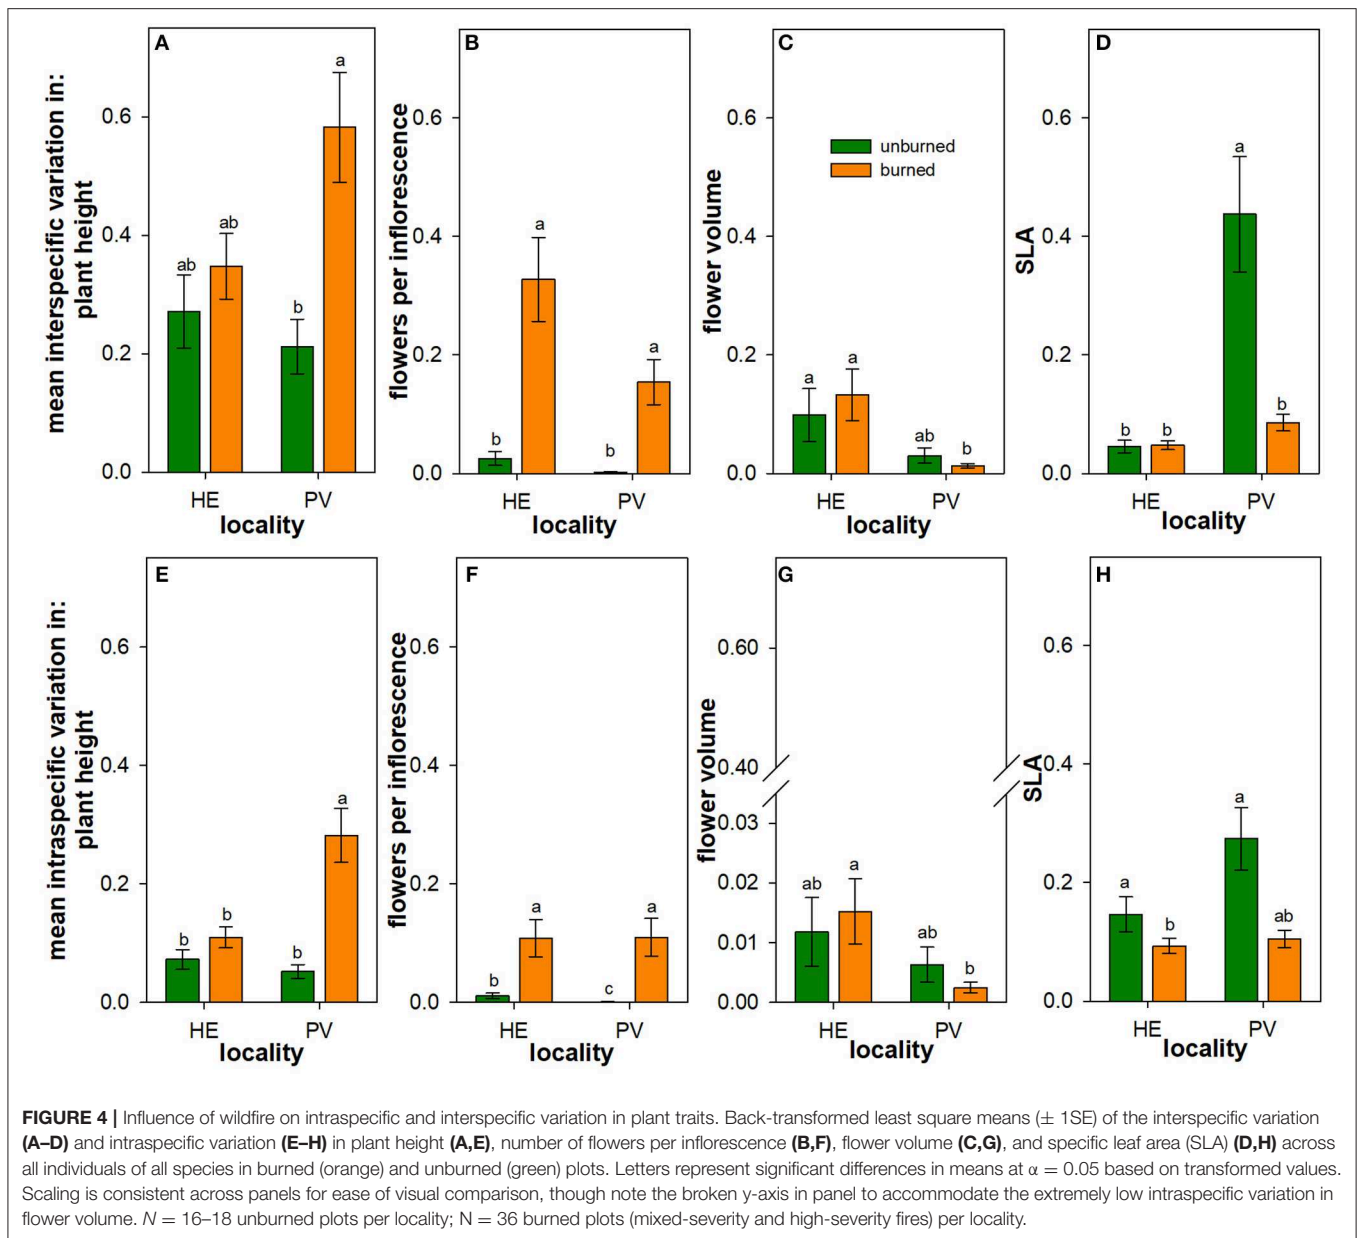 A
mean interspecific variation in:
plant height
0.6
0.4
0.2
0.0
ab
ab
b
a
HE
PV
locality
B
flowers per inflorescence
0.6
0.4
0.2
0.0
b
a
b
a
HE
PV
locality
C
flower volume
0.6
0.4
0.2
0.0
unburned
burned
a
a
ab
b
HE
PV
locality
D
SLA
0.6
0.4
0.2
0.0
b
b
a
b
HE
PV
locality
E
mean intraspecific variation in:
plant height
0.6
0.4
0.2
0.0
b
b
b
a
HE
PV
locality
F
flowers per inflorescence
0.6
0.4
0.2
0.0
b
a
c
a
HE
PV
locality
G
flower volume
0.60
0.40
0.03
0.02
0.01
0.00
ab
a
ab
b
HE
PV
locality
H
SLA
0.6
0.4
0.2
0.0
a
b
a
ab
HE
PV
locality
FIGURE 4 | Influence of wildfire on intraspecific and interspecific variation in plant traits. Back-transformed least square means (± 1SE) of the interspecific variation
(A–D) and intraspecific variation (E–H) in plant height (A,E), number of flowers per inflorescence (B,F), flower volume (C,G), and specific leaf area (SLA) (D,H) across
all individuals of all species in burned (orange) and unburned (green) plots. Letters represent significant differences in means at α = 0.05 based on transformed values.
Scaling is consistent across panels for ease of visual comparison, though note the broken y-axis in panel to accommodate the extremely low intraspecific variation in
flower volume. N = 16–18 unburned plots per locality; N = 36 burned plots (mixed-severity and high-severity fires) per locality.